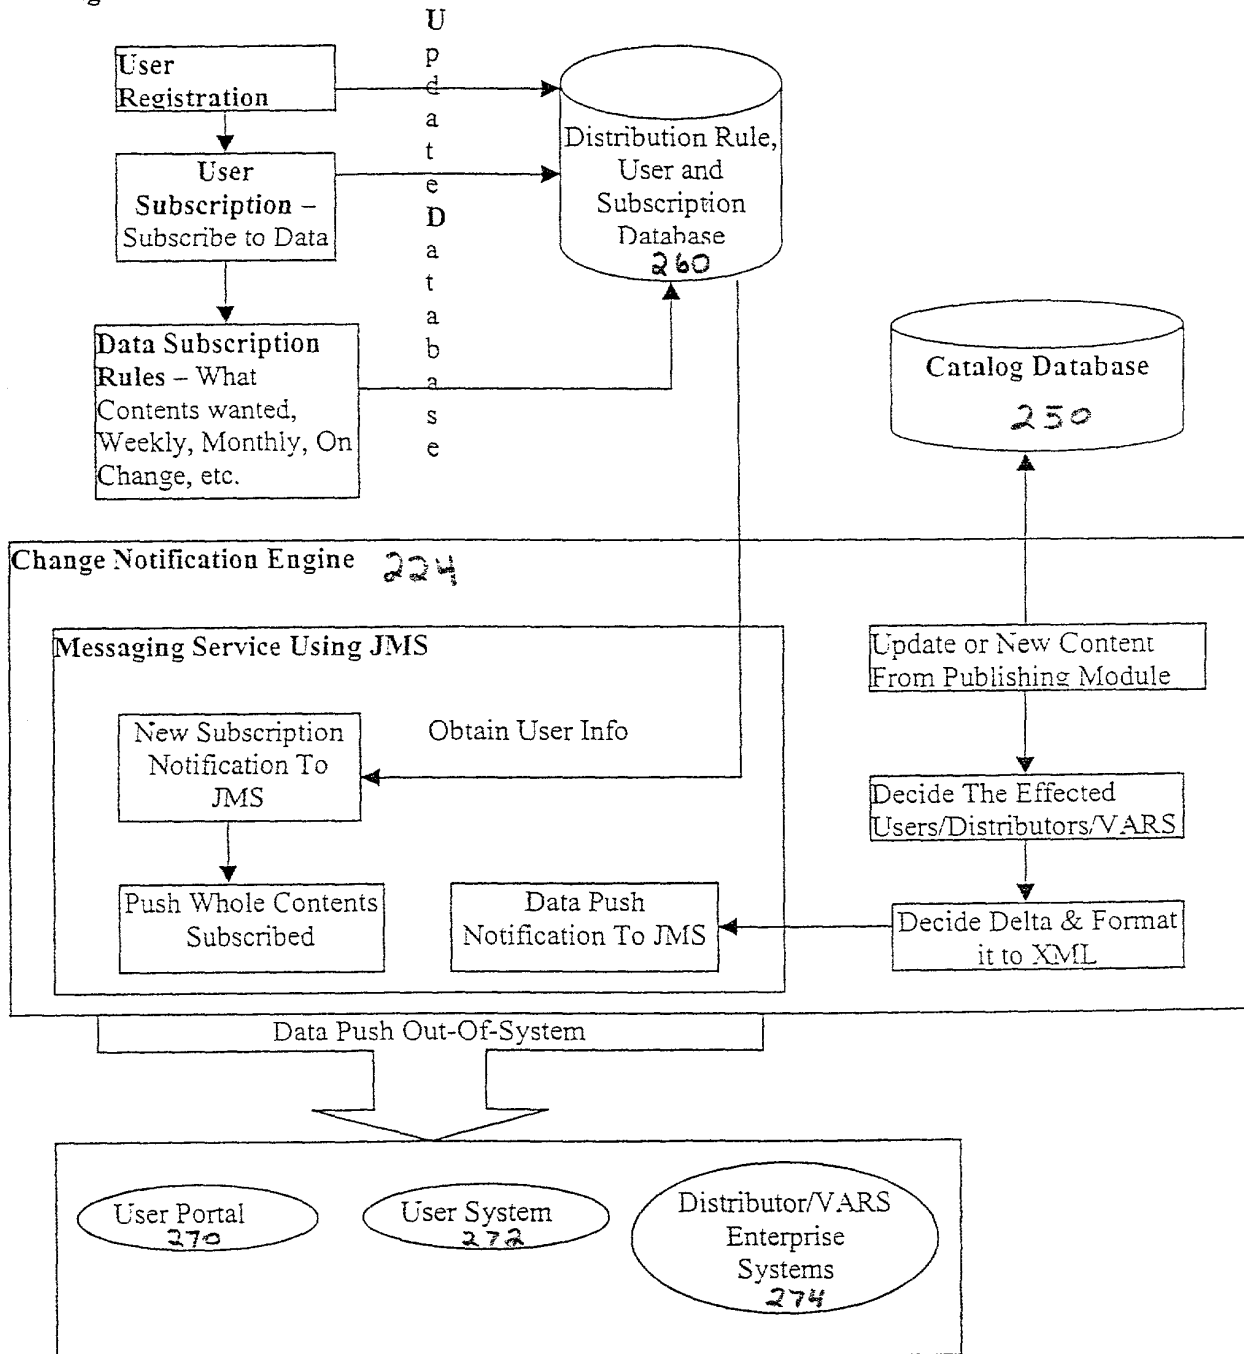 User
Registration
User
Subscription –
Subscribe to Data
Data Subscription
Rules – What
Contents wanted,
Weekly, Monthly, On
Change, etc.
U
p
d
a
t
e
D
a
t
a
b
a
s
e
Distribution Rule,
User and
Subscription
Database
260
Catalog Database
250
Change Notification Engine 224
Messaging Service Using JMS
New Subscription
Notification To
JMS
Obtain User Info
Push Whole Contents
Subscribed
Data Push
Notification To JMS
Update or New Content
From Publishing Module
Decide The Effected
Users/Distributors/VARS
Decide Delta & Format
it to XML
Data Push Out-Of-System
User Portal
270
User System
272
Distributor/VARS
Enterprise
Systems
274